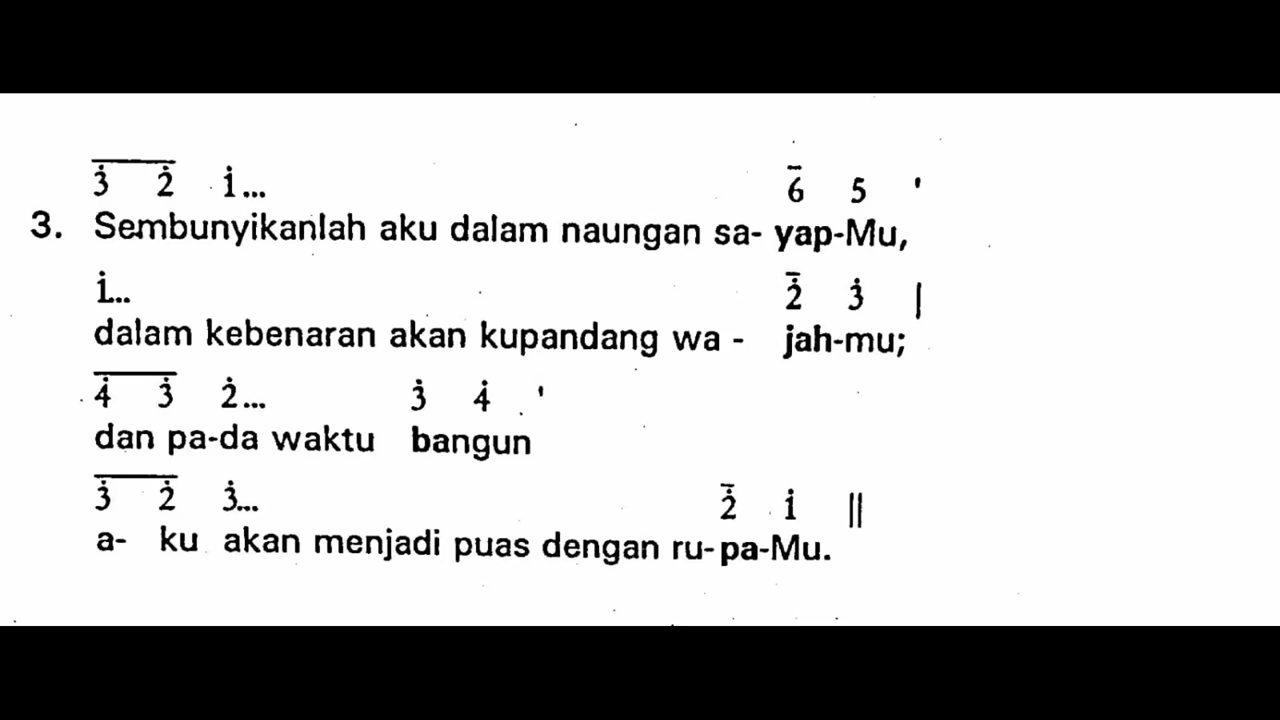 3̇ 2̇ 1̇... 6̄ 5 '
3. Sembunyikanlah aku dalam naungan sa- yap-Mu,
1̇... 2̄̇ 3̇ |
dalam kebenaran akan kupandang wa - jah-mu;
4̇ 3̇ 2̇... 3̇ 4̇ '
dan pa-da waktu bangun
3̇ 2̇ 3̇... 2̄̇ 1̇ ||
a- ku akan menjadi puas dengan ru-pa-Mu.